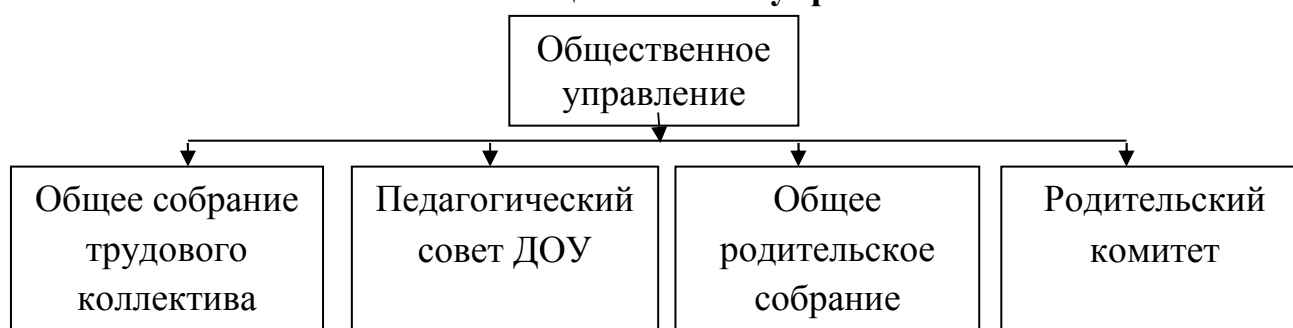 Общественное
управление
Общее собрание
трудового
коллектива
Педагогический
совет ДОУ
Общее
родительское
собрание
Родительский
комитет